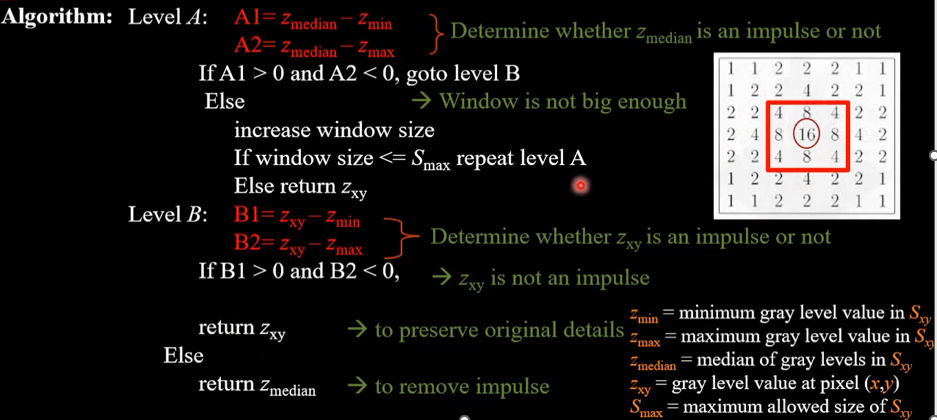 Algorithm: Level A: A1= z_median − z_min
A2= z_median − z_max
Determine whether z_median is an impulse or not
If A1 > 0 and A2 < 0, goto level B
Else → Window is not big enough
increase window size
If window size <= S_max repeat level A
Else return z_xy
Level B: B1= z_xy − z_min
B2= z_xy − z_max
Determine whether z_xy is an impulse or not
If B1 > 0 and B2 < 0, → z_xy is not an impulse
return z_xy → to preserve original details
Else
return z_median → to remove impulse
1 1 2 2 2 1 1
1 2 2 4 2 2 1
2 2 4 8 4 2 2
2 4 8 16 8 4 2
2 2 4 8 4 2 2
1 2 2 4 2 2 1
1 1 2 2 2 1 1
z_min = minimum gray level value in S_xy
z_max = maximum gray level value in S_xy
z_median = median of gray levels in S_xy
z_xy = gray level value at pixel (x,y)
S_max = maximum allowed size of S_xy